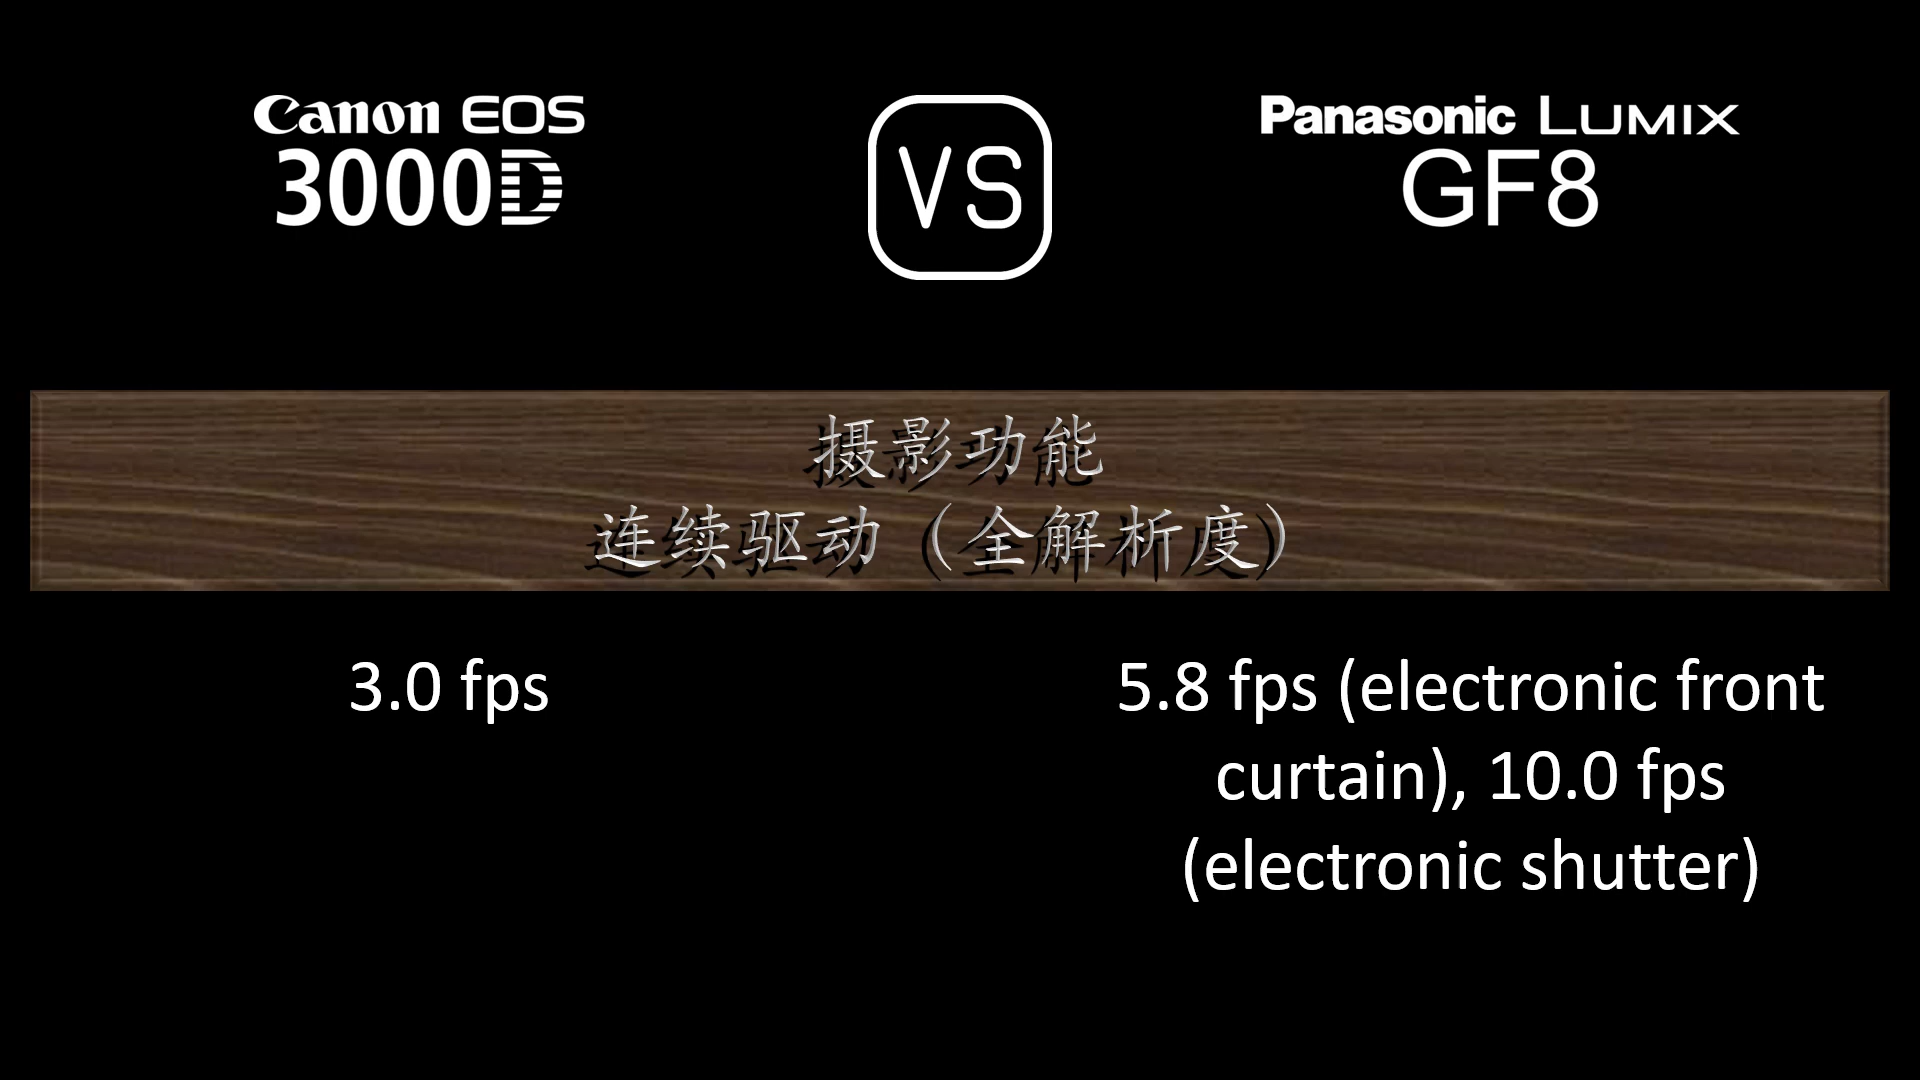 Canon EOS
3000D
VS
Panasonic LUMIX
GF8
摄影功能
连续驱动（全解析度）
3.0 fps
5.8 fps (electronic front
curtain), 10.0 fps
(electronic shutter)